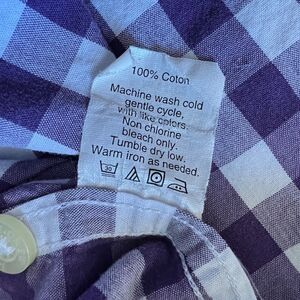 100% Coton
Machine wash cold
gentle cycle,
with like colors.
Non chlorine
bleach only.
Tumble dry low.
Warm iron as needed.
30